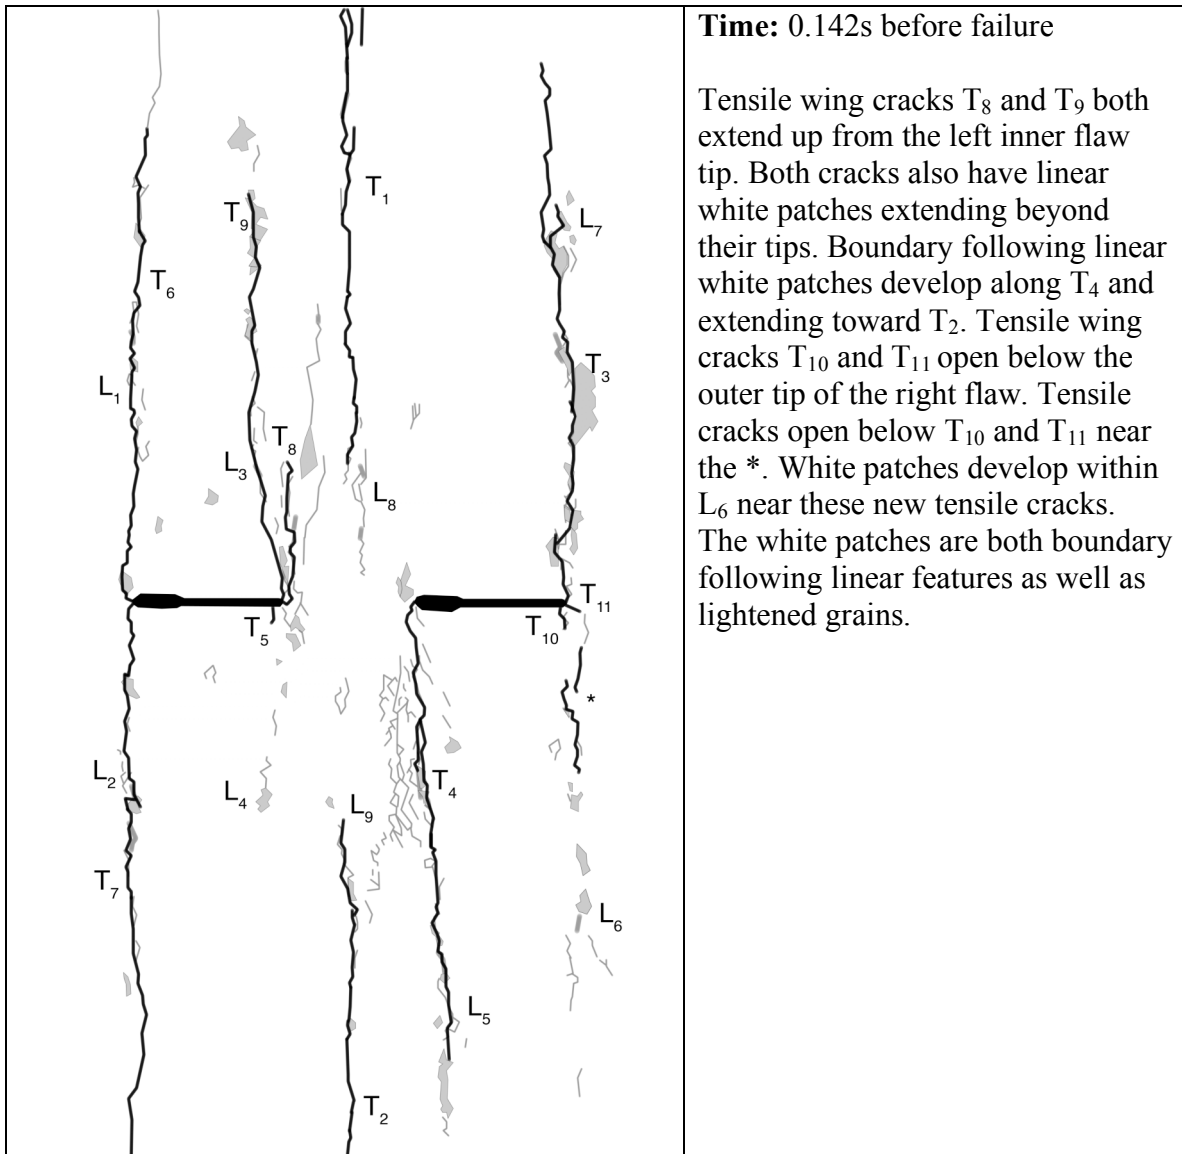 T₁
T₉
L₇
T₆
T₃
L₁
T₈
L₃
L₈
T₅
T₁₀
T₁₁
*
L₂
T₄
L₄
L₉
T₇
L₆
L₅
T₂
Time: 0.142s before failure
Tensile wing cracks T₈ and T₉ both
extend up from the left inner flaw
tip. Both cracks also have linear
white patches extending beyond
their tips. Boundary following linear
white patches develop along T₄ and
extending toward T₂. Tensile wing
cracks T₁₀ and T₁₁ open below the
outer tip of the right flaw. Tensile
cracks open below T₁₀ and T₁₁ near
the *. White patches develop within
L₆ near these new tensile cracks.
The white patches are both boundary
following linear features as well as
lightened grains.